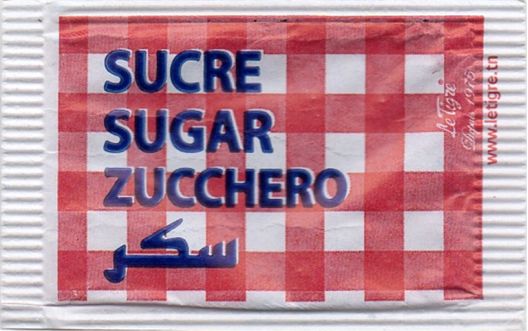 SUCRE
SUGAR
ZUCCHERO
سكر
Le Tigre®
Depuis 1975
www.letigre.tn